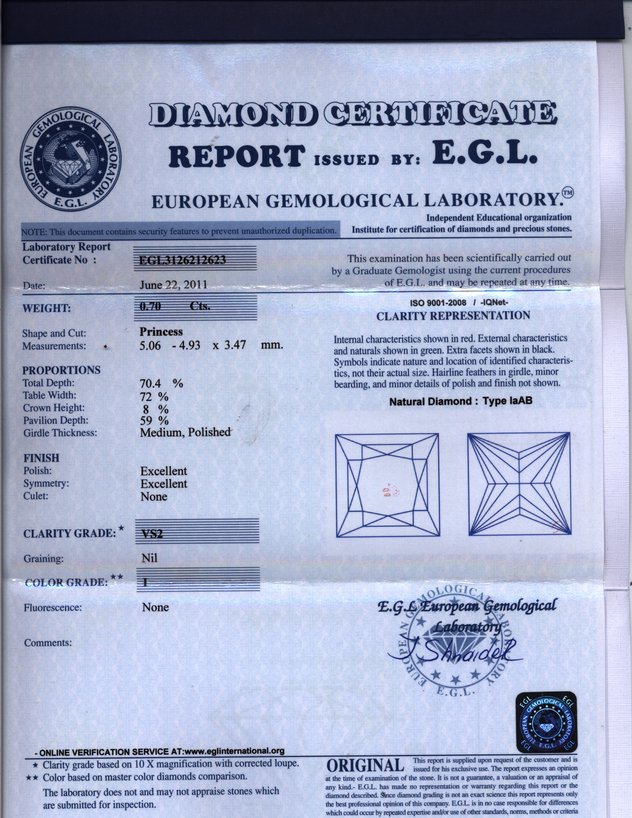 EUROPEAN GEMOLOGICAL LABORATORY
E.G.L.
DIAMOND CERTIFICATE
REPORT ISSUED BY: E.G.L.
EUROPEAN GEMOLOGICAL LABORATORY.™
Independent Educational organization
Institute for certification of diamonds and precious stones.
NOTE: This document contains security features to prevent unauthorized duplication.
Laboratory Report
Certificate No : EGL3126212623
Date: June 22, 2011
This examination has been scientifically carried out
by a Graduate Gemologist using the current procedures
of E.G.L. and may be repeated at any time.
WEIGHT: 0.70 Cts.
Shape and Cut: Princess
Measurements: 5.06 - 4.93 x 3.47 mm.
PROPORTIONS
Total Depth: 70.4 %
Table Width: 72 %
Crown Height: 8 %
Pavilion Depth: 59 %
Girdle Thickness: Medium, Polished
FINISH
Polish: Excellent
Symmetry: Excellent
Culet: None
CLARITY GRADE:* VS2
Graining: Nil
COLOR GRADE:** I
Fluorescence: None
Comments:
ISO 9001-2008 / -IQNet-
CLARITY REPRESENTATION
Internal characteristics shown in red. External characteristics
and naturals shown in green. Extra facets shown in black.
Symbols indicate nature and location of identified characteris-
tics, not their actual size. Hairline feathers in girdle, minor
bearding, and minor details of polish and finish not shown.
Natural Diamond : Type IaAB
E.G.L European Gemological
Laboratory
J Shnaider
EUROPEAN GEMOLOGICAL LABORATORY
E.G.L.
EGL EGL
EUROPEAN GEMOLOGICAL LABORATORY
E.G.L.
EGL EGL
- ONLINE VERIFICATION SERVICE AT:www.eglinternational.org
* Clarity grade based on 10 X magnification with corrected loupe.
** Color based on master color diamonds comparison.
The laboratory does not and may not appraise stones which
are submitted for inspection.
ORIGINAL This report is supplied upon request of the customer and is
issued for his exclusive use. The report expresses an opinion
at the time of examination of the stone. It is not a guarantee, a valuation or an appraisal of
any kind.- E.G.L. has made no representation or warranty regarding this report or the
diamond described. Since diamond grading is not an exact science this report represents only
the best professional opinion of this company. E.G.L. is in no case responsible for differences
which could occur by repeated expertise and/or use of other standards, norms, methods or criteria